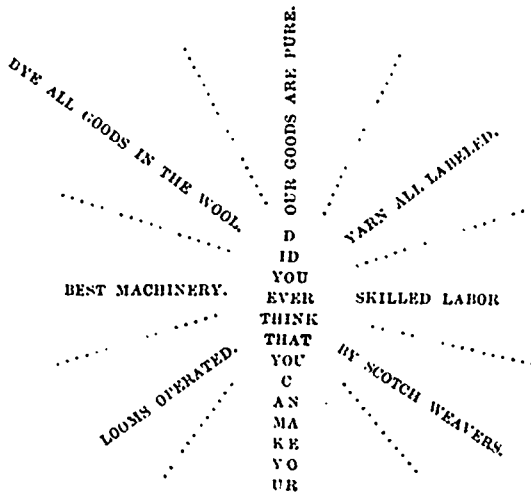 OUR GOODS ARE PURE.
DYE ALL GOODS IN THE WOOL.
YARN ALL LABELED.
BEST MACHINERY.
SKILLED LABOR
LOOMS OPERATED.
BY SCOTCH WEAVERS.
D
ID
YOU
EVER
THINK
THAT
YOU
C
AN
MA
KE
YO
UR